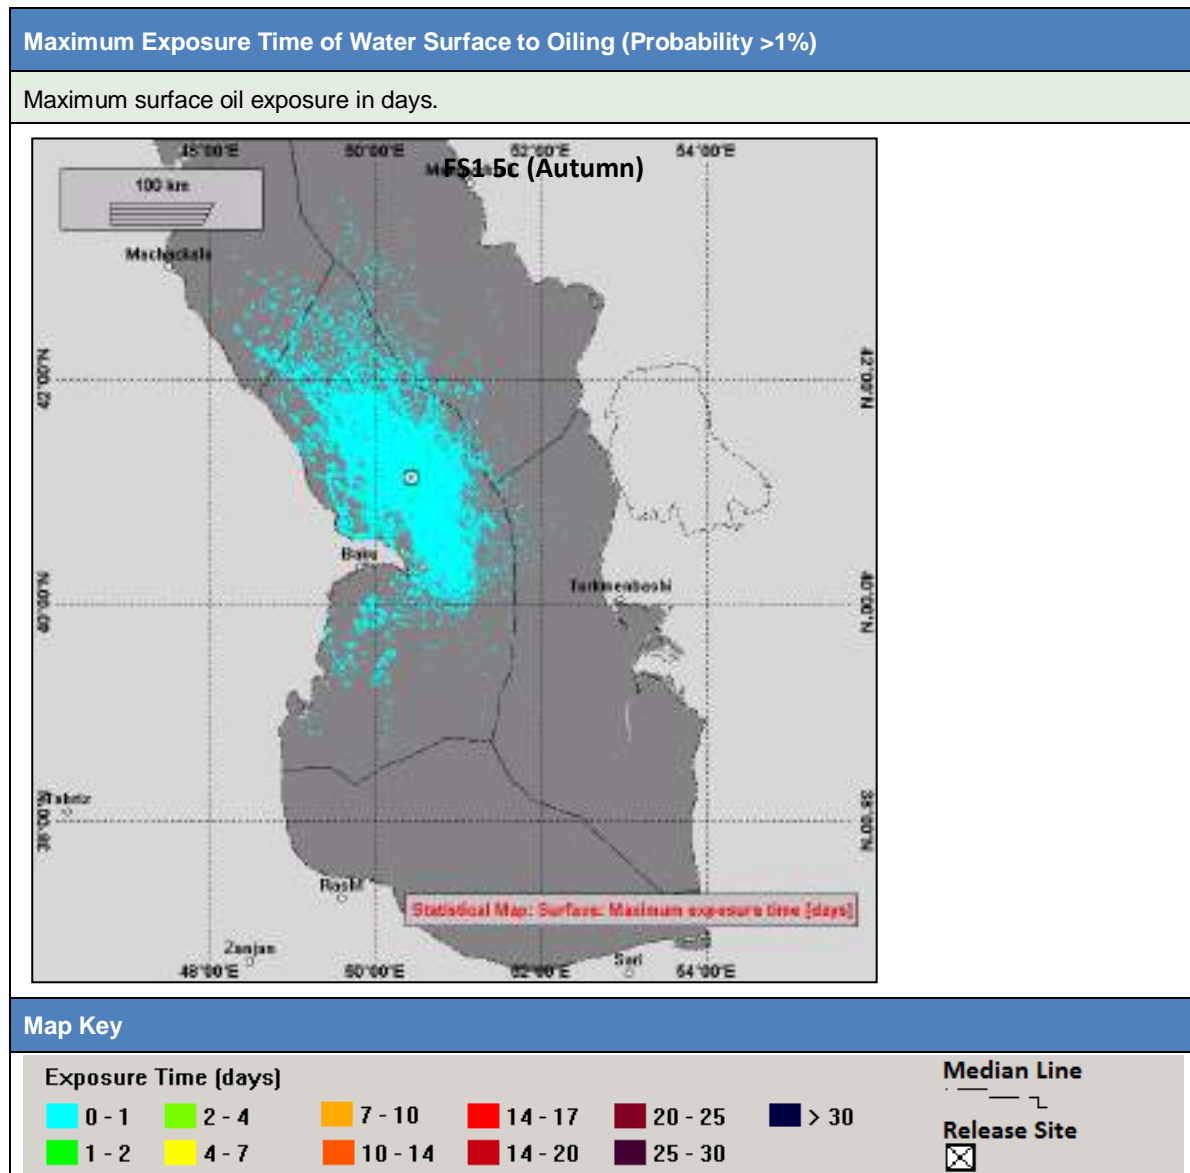 Maximum Exposure Time of Water Surface to Oiling (Probability >1%)
Maximum surface oil exposure in days.
50°00'E
52°00'E
54°00'E
FS1 5c (Autumn)
100 km
Machackala
42°00'N
42°00'N
Baku
Turkmenbashi
40°00'N
40°00'N
Tabriz
38°00'N
38°00'N
Rasht
Statistical Map: Surface: Maximum exposure time [days]
Zanjan
Sari
48°00'E
50°00'E
52°00'E
54°00'E
Map Key
Exposure Time (days)
Median Line
0 - 1
2 - 4
7 - 10
14 - 17
20 - 25
> 30
Release Site
1 - 2
4 - 7
10 - 14
14 - 20
25 - 30